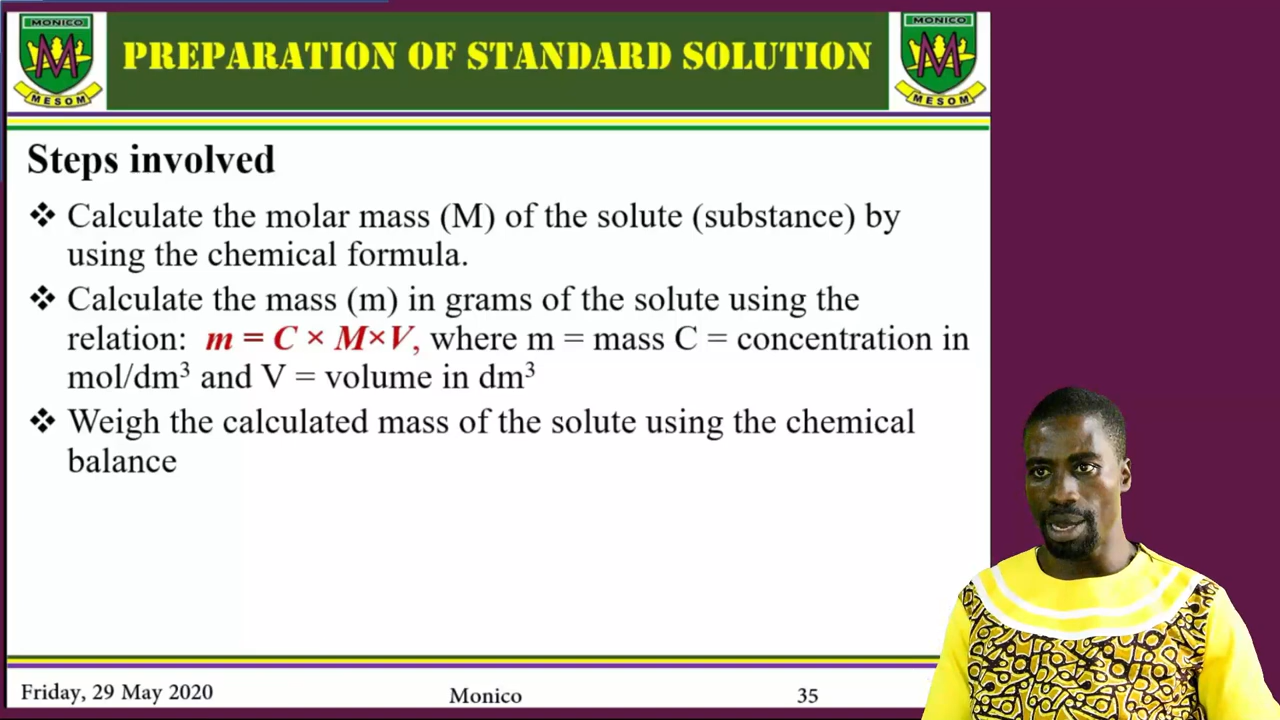 MONICO
M
MESOM
PREPARATION OF STANDARD SOLUTION
MONICO
M
MESOM
Steps involved
❖ Calculate the molar mass (M) of the solute (substance) by
using the chemical formula.
❖ Calculate the mass (m) in grams of the solute using the
relation: m = C × M×V, where m = mass C = concentration in
mol/dm³ and V = volume in dm³
❖ Weigh the calculated mass of the solute using the chemical
balance
Friday, 29 May 2020 Monico 35